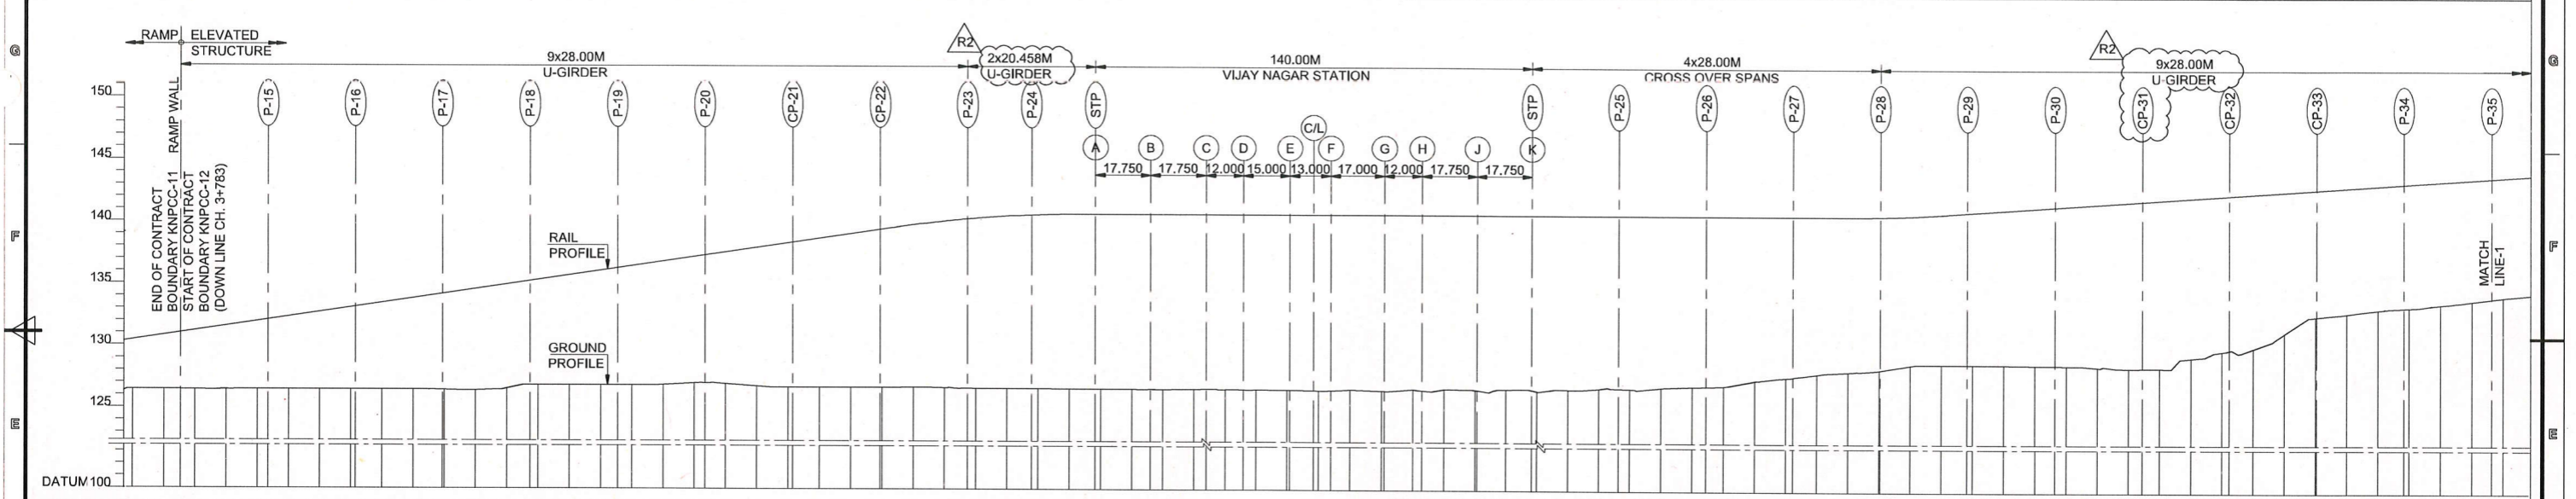 RAMP
ELEVATED
STRUCTURE
9x28.00M
U-GIRDER
R2
2x20.458M
U-GIRDER
140.00M
VIJAY NAGAR STATION
4x28.00M
CROSS OVER SPANS
R2
9x28.00M
U-GIRDER
G
G
RAMP WALL
P-15
P-16
P-17
P-18
P-19
P-20
CP-21
CP-22
P-23
P-24
STP
STP
P-25
P-26
P-27
P-28
P-29
P-30
CP-31
CP-32
CP-33
P-34
P-35
A
B
C
D
E
C/L
F
G
H
J
K
17.750
17.750
12.000
15.000
13.000
17.000
12.000
17.750
17.750
150
145
140
135
130
125
DATUM 100
END OF CONTRACT
BOUNDARY KNPCC-11
START OF CONTRACT
BOUNDARY KNPCC-12
(DOWN LINE CH. 3+783)
RAIL
PROFILE
GROUND
PROFILE
MATCH
LINE-1
F
F
E
E